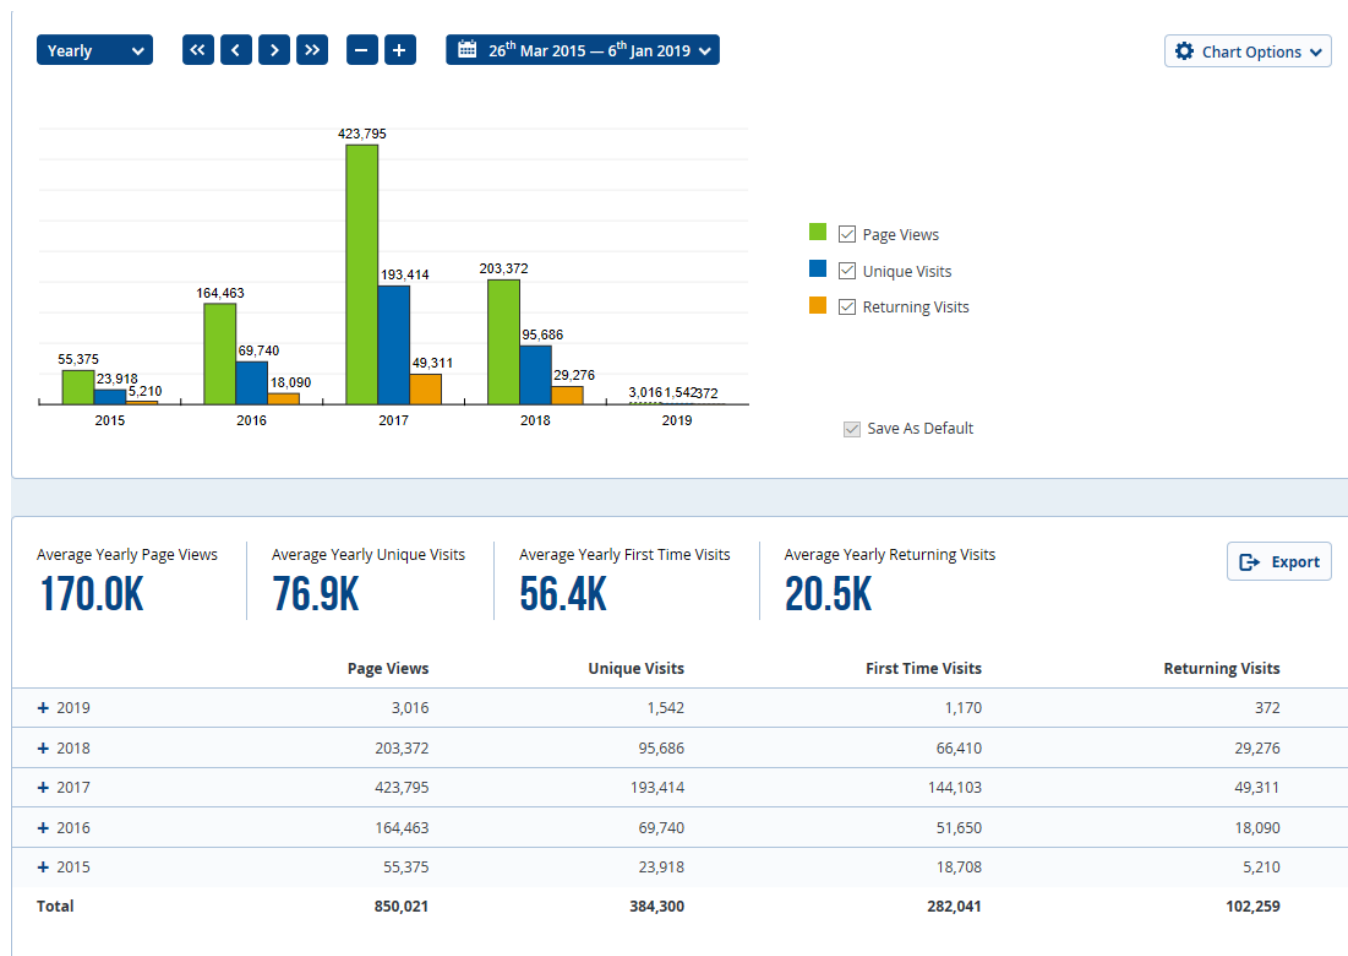 Yearly 26th Mar 2015 — 6th Jan 2019 Chart Options
423,795
203,372
193,414
164,463
95,686
69,740
55,375
49,311
29,276
23,918
18,090
5,210
3,016 1,542 372
2015 2016 2017 2018 2019
Page Views
Unique Visits
Returning Visits
Save As Default
Average Yearly Page Views Average Yearly Unique Visits Average Yearly First Time Visits Average Yearly Returning Visits
170.0K 76.9K 56.4K 20.5K
Export
Page Views Unique Visits First Time Visits Returning Visits
+ 2019 3,016 1,542 1,170 372
+ 2018 203,372 95,686 66,410 29,276
+ 2017 423,795 193,414 144,103 49,311
+ 2016 164,463 69,740 51,650 18,090
+ 2015 55,375 23,918 18,708 5,210
Total 850,021 384,300 282,041 102,259